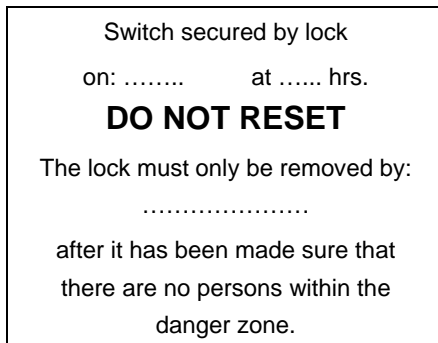 Switch secured by lock
on: …….. at …... hrs.
DO NOT RESET
The lock must only be removed by:
…………………
after it has been made sure that
there are no persons within the
danger zone.